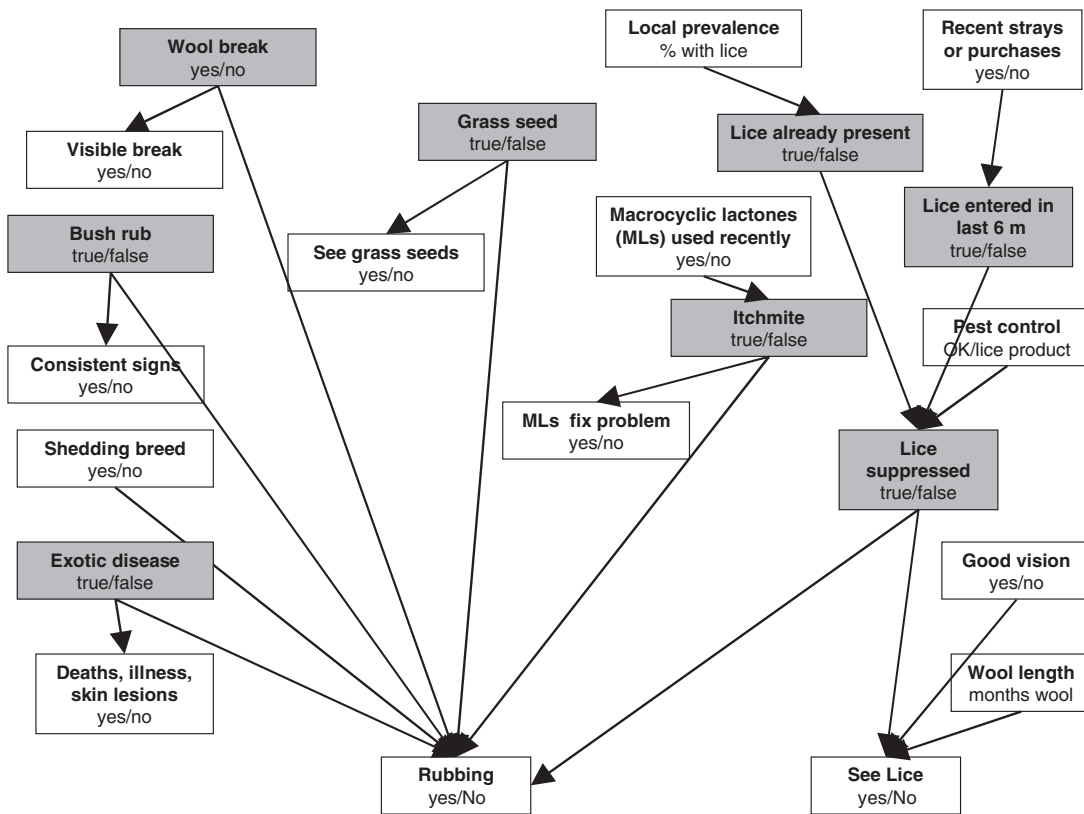 Local prevalence
% with lice
Recent strays
or purchases
yes/no
Wool break
yes/no
Grass seed
true/false
Lice already present
true/false
Visible break
yes/no
Macrocyclic lactones
(MLs) used recently
yes/no
Lice entered in
last 6 m
true/false
Bush rub
true/false
See grass seeds
yes/no
Itchmite
true/false
Pest control
OK/lice product
Consistent signs
yes/no
MLs fix problem
yes/no
Shedding breed
yes/no
Lice
suppressed
true/false
Exotic disease
true/false
Good vision
yes/no
Deaths, illness,
skin lesions
yes/no
Wool length
months wool
Rubbing
yes/No
See Lice
yes/No